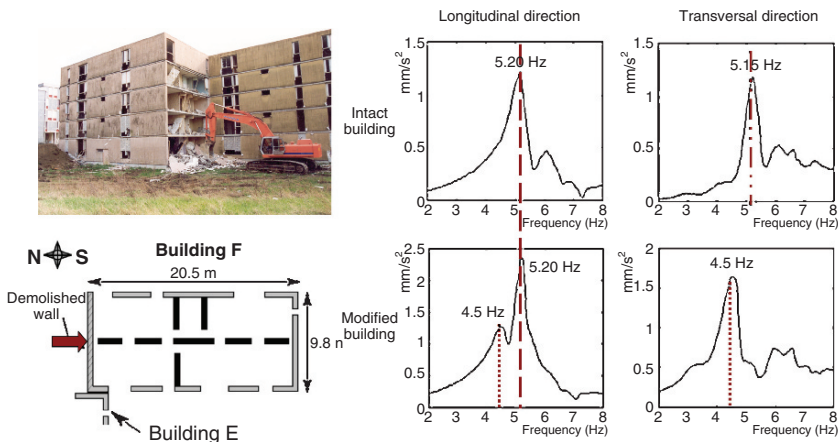 Longitudinal direction
Transversal direction
Intact building
mm/s²
1.5
1
0.5
0
5.20 Hz
2 3 4 5 6 7 8
Frequency (Hz)
mm/s²
1.5
1
0.5
0
5.15 Hz
2 3 4 5 6 7 8
Frequency (Hz)
N S
Building F
20.5 m
Demolished
wall
9.8 n
Building E
Modified
building
mm/s²
2.5
2
1.5
1
0.5
0
5.20 Hz
4.5 Hz
2 3 4 5 6 7 8
Frequency (Hz)
mm/s²
2
1.5
1
0.5
0
4.5 Hz
2 3 4 5 6 7 8
Frequency (Hz)